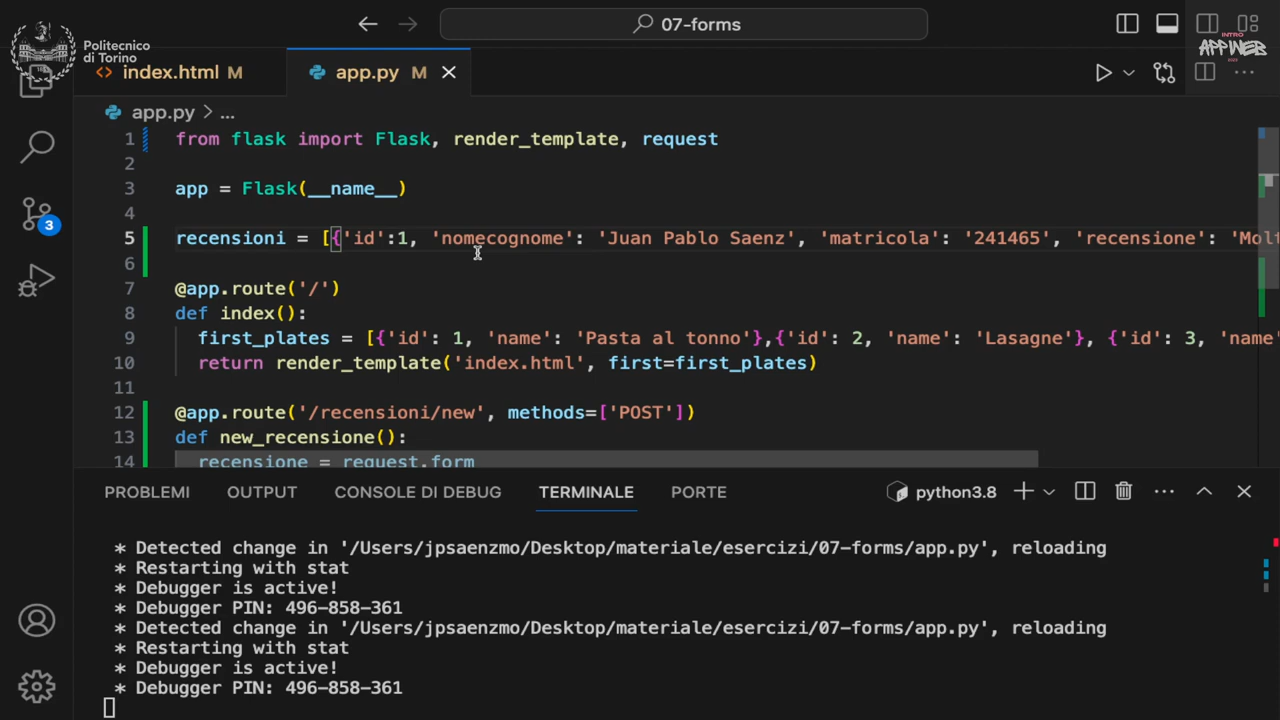 Politecnico
di Torino
07-forms
INTRO
APPINWEB
index.html M
app.py M
app.py > ...
1 from flask import Flask, render_template, request
2
3 app = Flask(__name__)
4
5 recensioni = [{'id':1, 'nomecognome': 'Juan Pablo Saenz', 'matricola': '241465', 'recensione': 'Molt
6
7 @app.route('/')
8 def index():
9 first_plates = [{'id': 1, 'name': 'Pasta al tonno'},{'id': 2, 'name': 'Lasagne'}, {'id': 3, 'name'
10 return render_template('index.html', first=first_plates)
11
12 @app.route('/recensioni/new', methods=['POST'])
13 def new_recensione():
14 recensione = request.form
3
PROBLEMI OUTPUT CONSOLE DI DEBUG TERMINALE PORTE python3.8
* Detected change in '/Users/jpsaenzmo/Desktop/materiale/esercizi/07-forms/app.py', reloading
* Restarting with stat
* Debugger is active!
* Debugger PIN: 496-858-361
* Detected change in '/Users/jpsaenzmo/Desktop/materiale/esercizi/07-forms/app.py', reloading
* Restarting with stat
* Debugger is active!
* Debugger PIN: 496-858-361